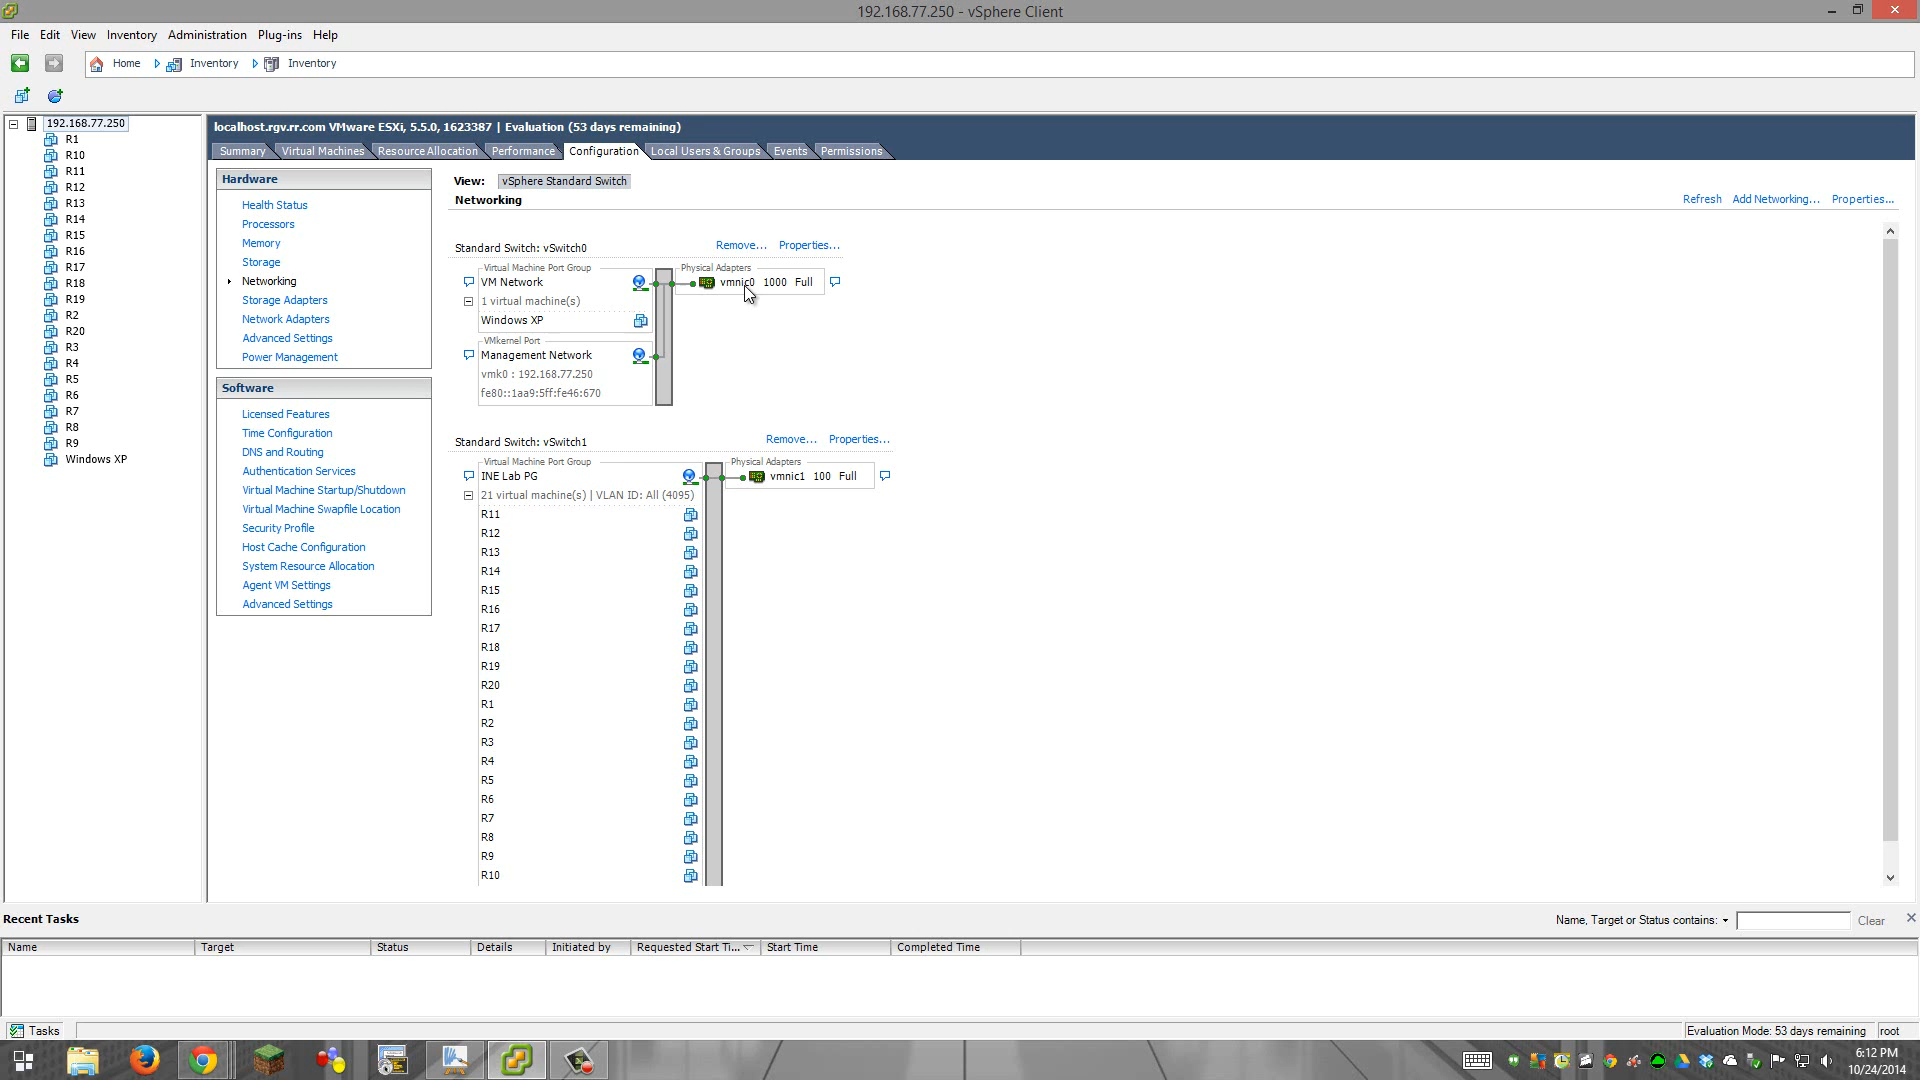 192.168.77.250 - vSphere Client
File Edit View Inventory Administration Plug-ins Help
Home Inventory Inventory
192.168.77.250
R1
R10
R11
R12
R13
R14
R15
R16
R17
R18
R19
R2
R20
R3
R4
R5
R6
R7
R8
R9
Windows XP
localhost.rgv.rr.com VMware ESXi, 5.5.0, 1623387 | Evaluation (53 days remaining)
Summary Virtual Machines Resource Allocation Performance Configuration Local Users & Groups Events Permissions
Hardware
Health Status
Processors
Memory
Storage
Networking
Storage Adapters
Network Adapters
Advanced Settings
Power Management
Software
Licensed Features
Time Configuration
DNS and Routing
Authentication Services
Virtual Machine Startup/Shutdown
Virtual Machine Swapfile Location
Security Profile
Host Cache Configuration
System Resource Allocation
Agent VM Settings
Advanced Settings
View: vSphere Standard Switch
Networking
Refresh Add Networking... Properties...
Standard Switch: vSwitch0 Remove... Properties...
Virtual Machine Port Group
VM Network
1 virtual machine(s)
Windows XP
VMkernel Port
Management Network
vmk0 : 192.168.77.250
fe80::1aa9:5ff:fe46:670
Physical Adapters
vmnic0 1000 Full
Standard Switch: vSwitch1 Remove... Properties...
Virtual Machine Port Group
INE Lab PG
21 virtual machine(s) | VLAN ID: All (4095)
R11
R12
R13
R14
R15
R16
R17
R18
R19
R20
R1
R2
R3
R4
R5
R6
R7
R8
R9
R10
Physical Adapters
vmnic1 100 Full
Recent Tasks
Name, Target or Status contains: Clear
Name Target Status Details Initiated by Requested Start Ti... Start Time Completed Time
Tasks
Evaluation Mode: 53 days remaining root
6:12 PM
10/24/2014